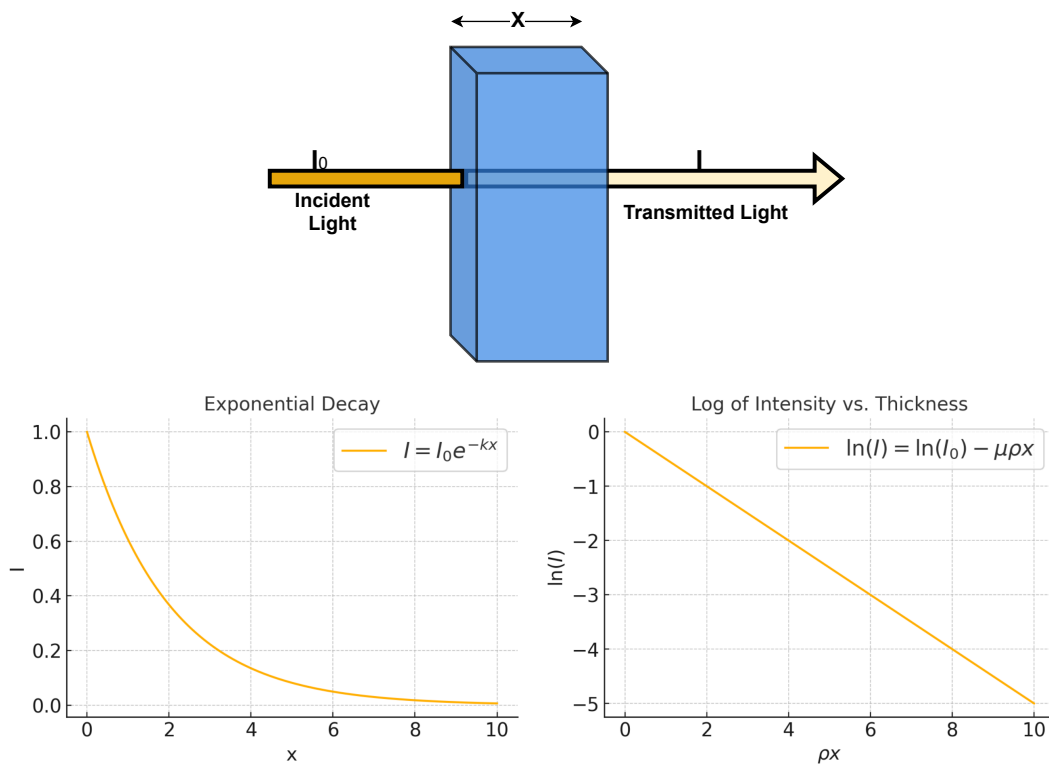 X
I0
I
Incident
Light
Transmitted Light
Exponential Decay
I = I₀e⁻ᵏˣ
1.0
0.8
0.6
0.4
0.2
0.0
I
0 2 4 6 8 10
x
Log of Intensity vs. Thickness
ln(I) = ln(I₀) − μρx
0
−1
−2
−3
−4
−5
ln(I)
0 2 4 6 8 10
ρx